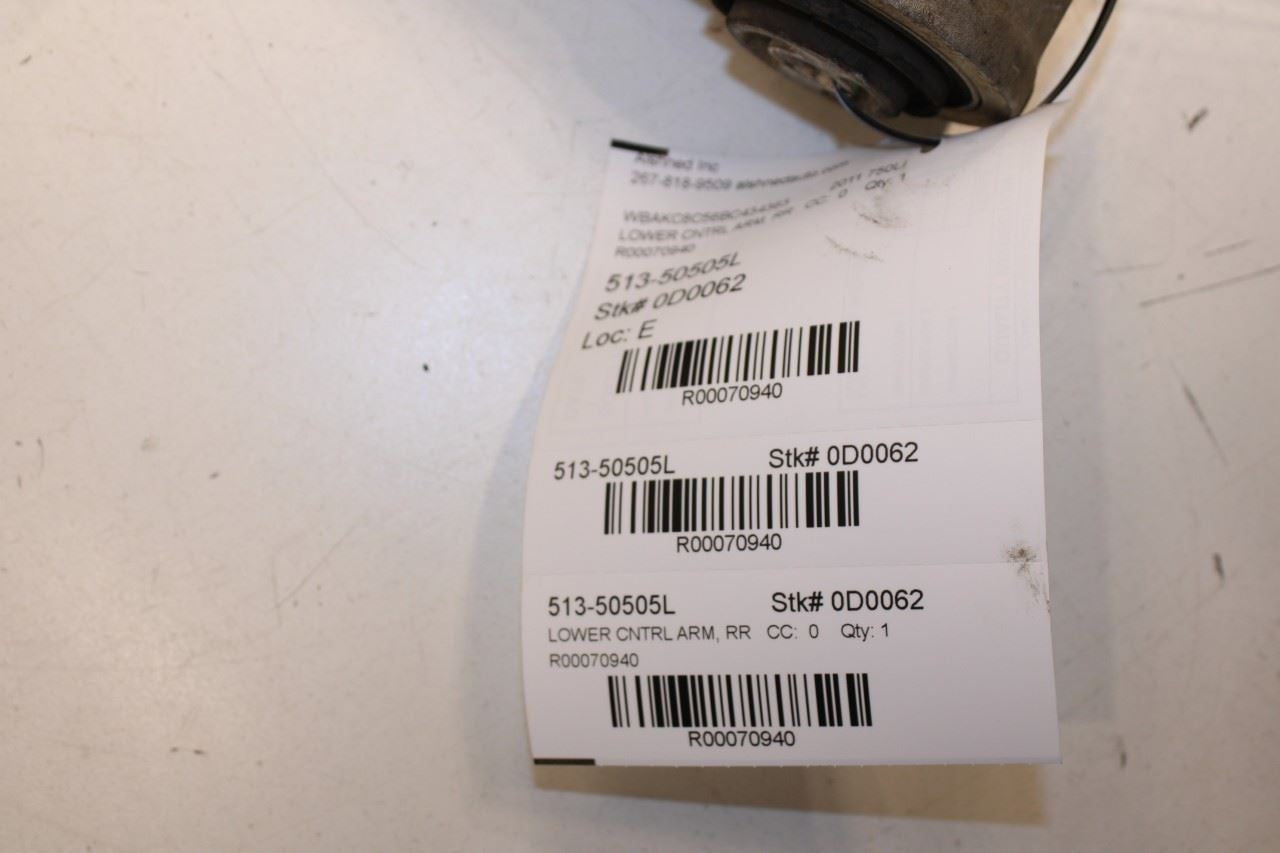 Inc
267-818-9509
2011 750LI
WBAKC8C56BC434363
LOWER CNTRL ARM, RR CC: 0 Qty: 1
R00070940
513-50505L
Stk# 0D0062
Loc: E
R00070940
513-50505L Stk# 0D0062
R00070940
513-50505L Stk# 0D0062
LOWER CNTRL ARM, RR CC: 0 Qty: 1
R00070940
R00070940